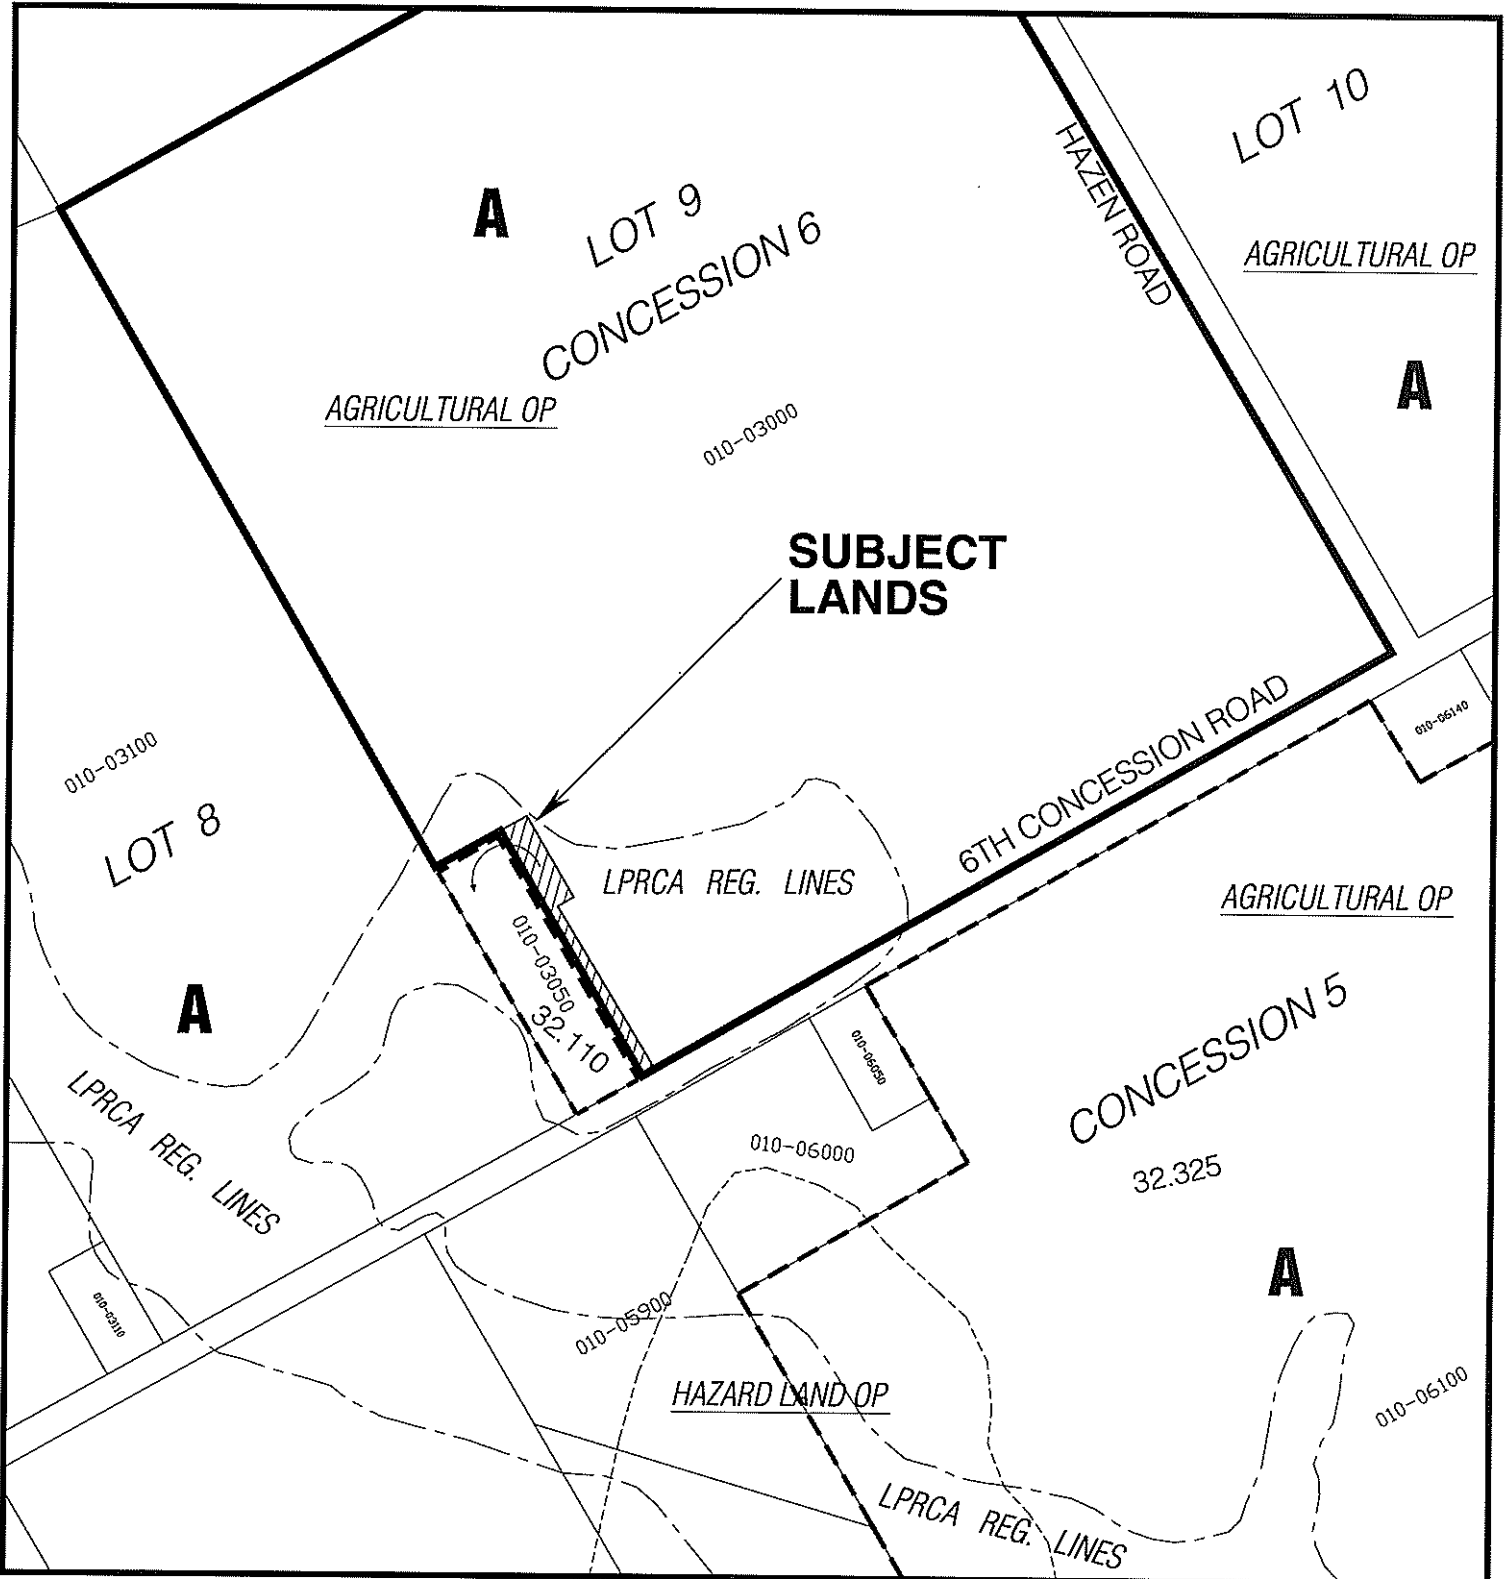 LOT 10
HAZEN ROAD
A
LOT 9
CONCESSION 6
AGRICULTURAL OP
A
AGRICULTURAL OP
010-03000
SUBJECT
LANDS
010-03100
LOT 8
6TH CONCESSION ROAD
010-06140
LPRCA REG. LINES
AGRICULTURAL OP
010-03050
32.110
A
010-06050
CONCESSION 5
LPRCA REG. LINES
010-06000
32.325
A
010-03110
010-05900
HAZARD LAND OP
010-06100
LPRCA REG. LINES